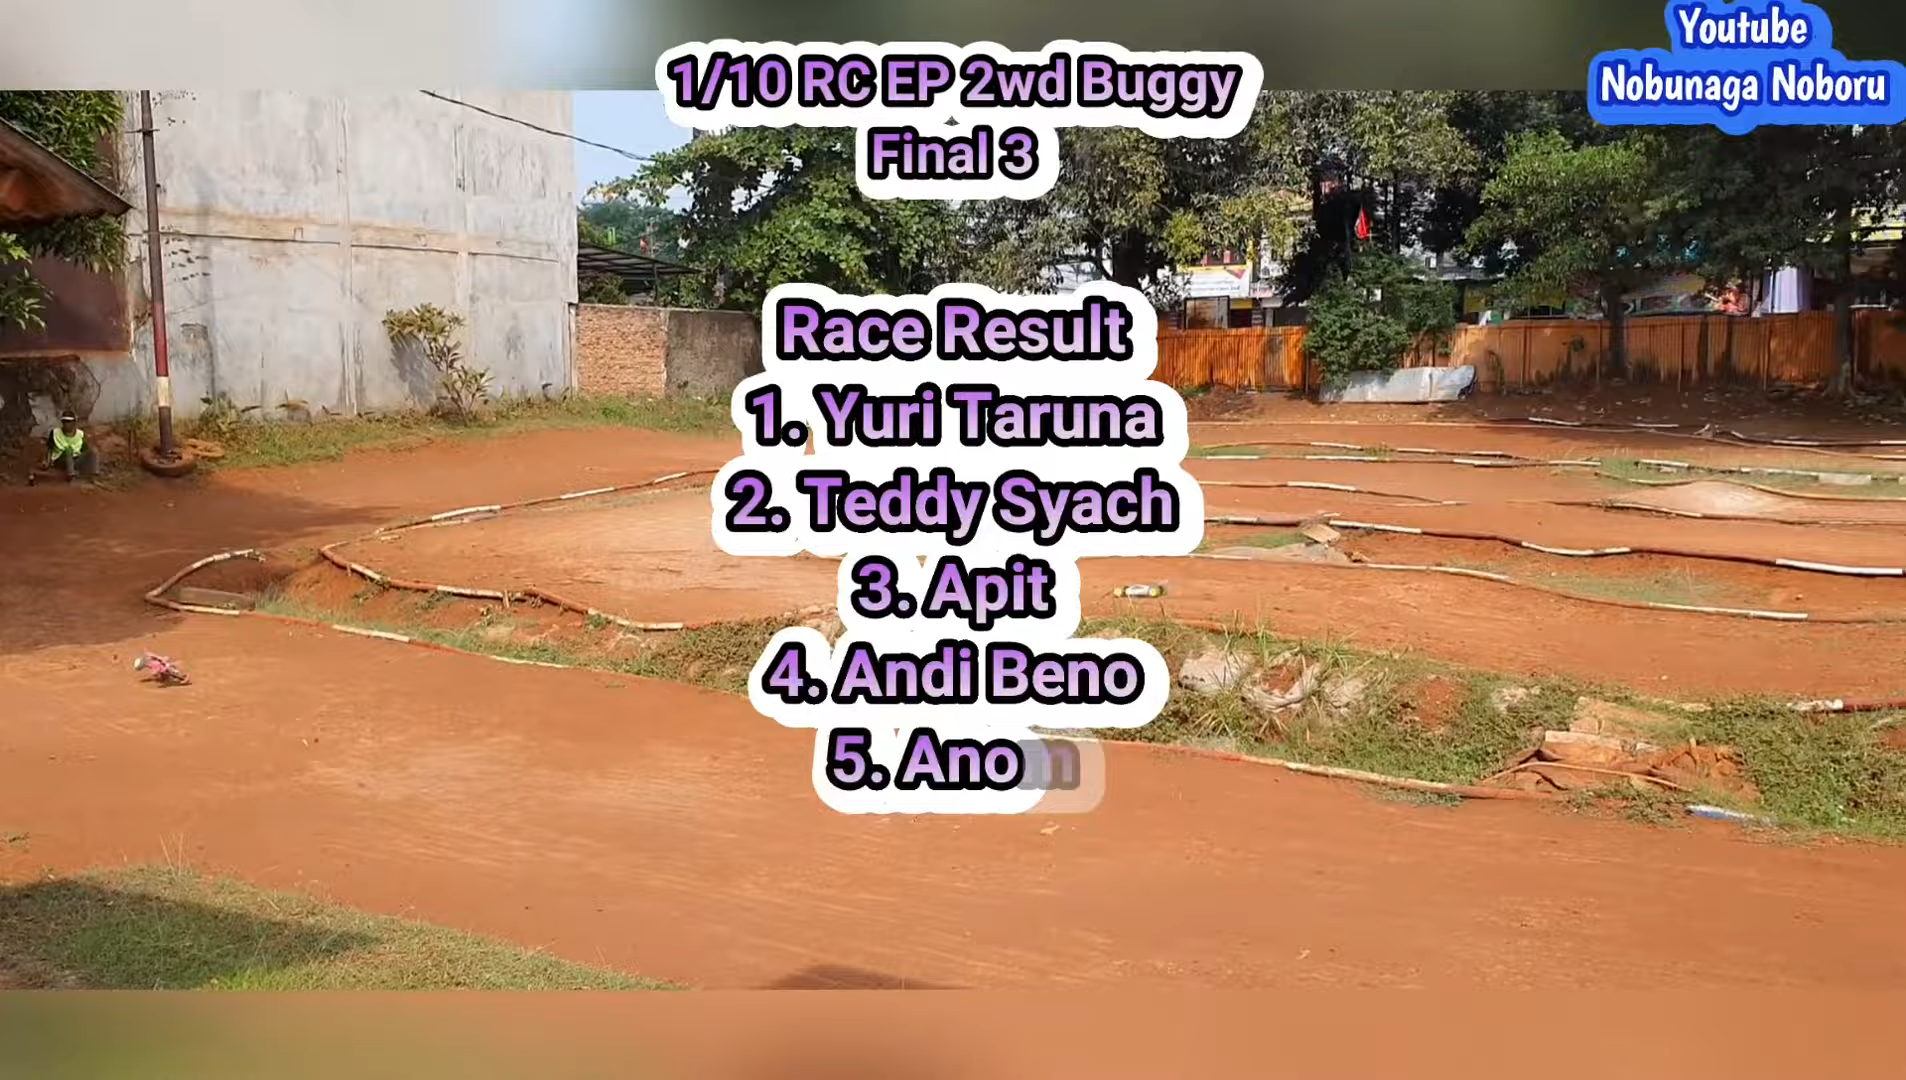 Youtube
Nobunaga Noboru
1/10 RC EP 2wd Buggy
Final 3
Race Result
1. Yuri Taruna
2. Teddy Syach
3. Apit
4. Andi Beno
5. Anom